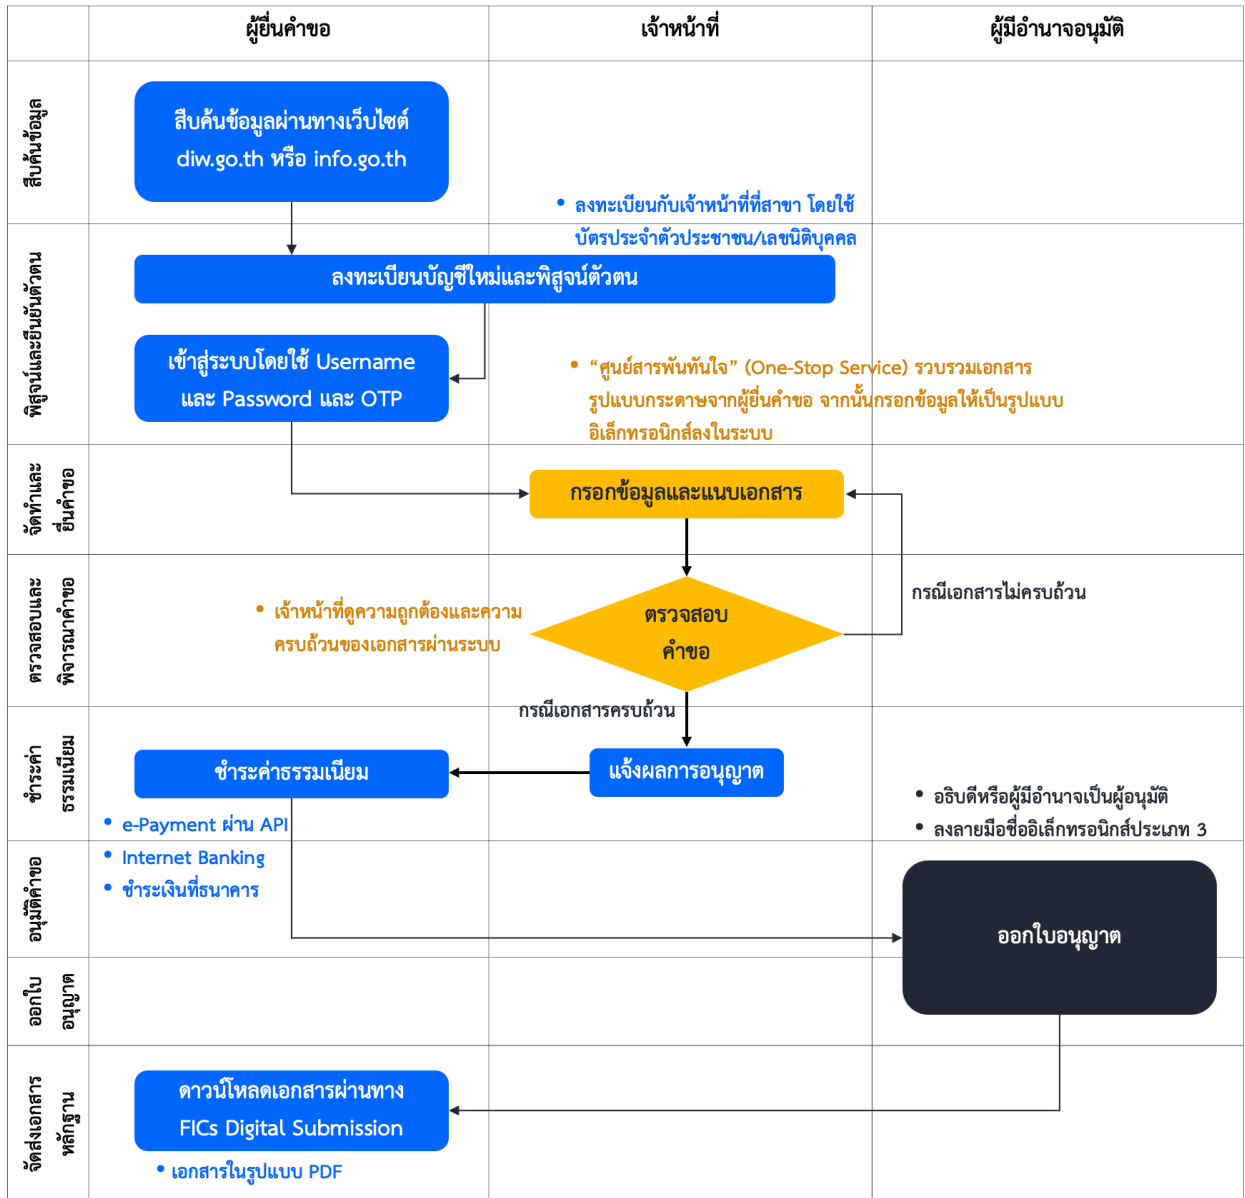 ผู้ยื่นคำขอ
เจ้าหน้าที่
ผู้มีอำนาจอนุมัติ
สืบค้นข้อมูล
สืบค้นข้อมูลผ่านทางเว็บไซต์
diw.go.th หรือ info.go.th
พิสูจน์และยืนยันตัวตน
• ลงทะเบียนกับเจ้าหน้าที่ที่สาขา โดยใช้
บัตรประจำตัวประชาชน/เลขนิติบุคคล
ลงทะเบียนบัญชีใหม่และพิสูจน์ตัวตน
เข้าสู่ระบบโดยใช้ Username
และ Password และ OTP
• “ศูนย์สารพันทันใจ” (One-Stop Service) รวบรวมเอกสาร
รูปแบบกระดาษจากผู้ยื่นคำขอ จากนั้นกรอกข้อมูลให้เป็นรูปแบบ
อิเล็กทรอนิกส์ลงในระบบ
จัดทำและ
ยื่นคำขอ
กรอกข้อมูลและแนบเอกสาร
ตรวจสอบและ
พิจารณาคำขอ
• เจ้าหน้าที่ดูความถูกต้องและความ
ครบถ้วนของเอกสารผ่านระบบ
ตรวจสอบ
คำขอ
กรณีเอกสารไม่ครบถ้วน
กรณีเอกสารครบถ้วน
ชำระค่า
ธรรมเนียม
ชำระค่าธรรมเนียม
แจ้งผลการอนุญาต
• e-Payment ผ่าน API
• Internet Banking
• ชำระเงินที่ธนาคาร
• อธิบดีหรือผู้มีอำนาจเป็นผู้อนุมัติ
• ลงลายมือชื่ออิเล็กทรอนิกส์ประเภท 3
อนุมัติคำขอ
ออกใบอนุญาต
ออกใบ
อนุญาต
จัดส่งเอกสาร
หลักฐาน
ดาวน์โหลดเอกสารผ่านทาง
FICs Digital Submission
• เอกสารในรูปแบบ PDF